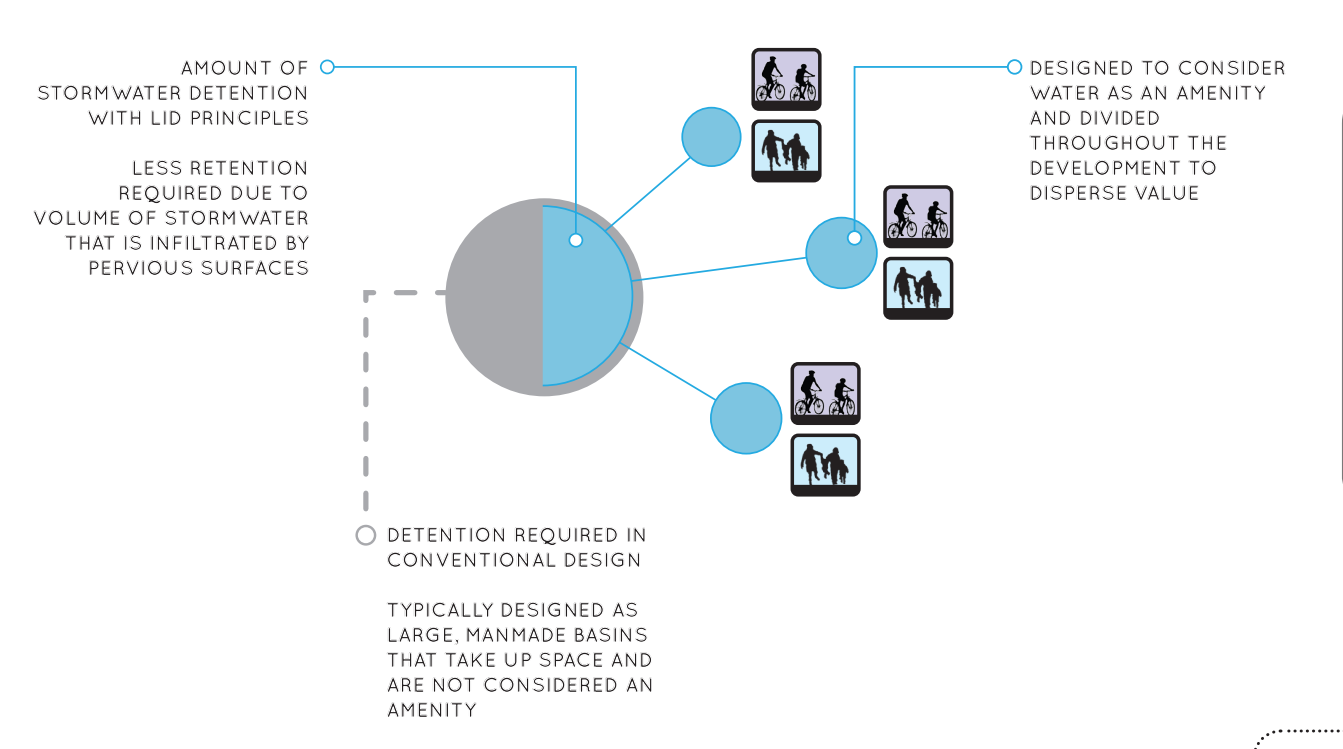 AMOUNT OF
STORMWATER DETENTION
WITH LID PRINCIPLES
LESS RETENTION
REQUIRED DUE TO
VOLUME OF STORMWATER
THAT IS INFILTRATED BY
PERVIOUS SURFACES
DESIGNED TO CONSIDER
WATER AS AN AMENITY
AND DIVIDED
THROUGHOUT THE
DEVELOPMENT TO
DISPERSE VALUE
DETENTION REQUIRED IN
CONVENTIONAL DESIGN
TYPICALLY DESIGNED AS
LARGE, MANMADE BASINS
THAT TAKE UP SPACE AND
ARE NOT CONSIDERED AN
AMENITY